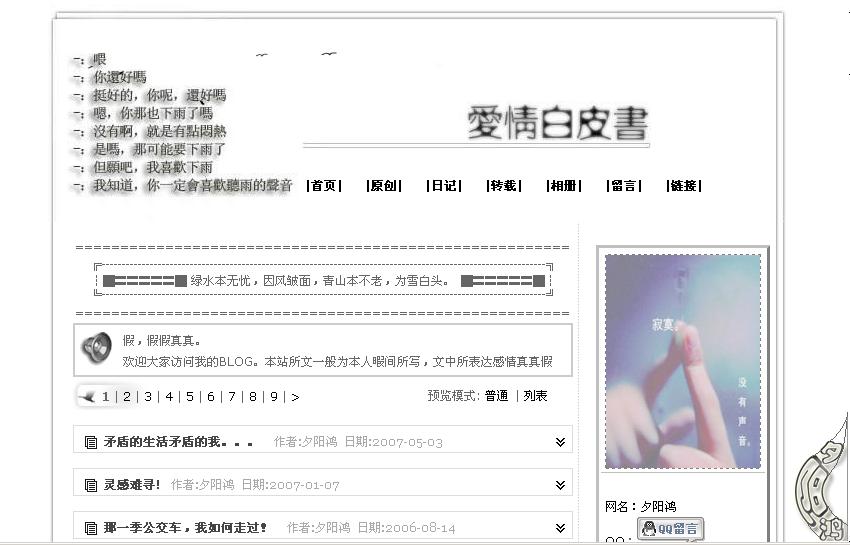 -: 喂
-: 你還好嗎
-: 挺好的，你呢，還好嗎
-: 嗯，你那也下雨了嗎
-: 沒有啊，就是有點悶熱
-: 是嗎，那可能要下雨了
-: 但願吧，我喜歡下雨
-: 我知道，你一定會喜歡聽雨的聲音
愛情白皮書
|首页| |原创| |日记| |转载| |相册| |留言| |链接|
绿水本无忧，因风皱面，青山本不老，为雪白头。
假，假假真真。
欢迎大家访问我的BLOG。本站所文一般为本人暇间所写，文中所表达感情真真假
1 | 2 | 3 | 4 | 5 | 6 | 7 | 8 | 9 | >
预览模式: 普通 | 列表
矛盾的生活矛盾的我。。。 作者:夕阳鸿 日期:2007-05-03
灵感难寻! 作者:夕阳鸿 日期:2007-01-07
那一季公交车，我如何走过! 作者:夕阳鸿 日期:2006-08-14
寂寞。
没有声音。
网名：夕阳鸿
QQ：
QQ留言
夕
鸿